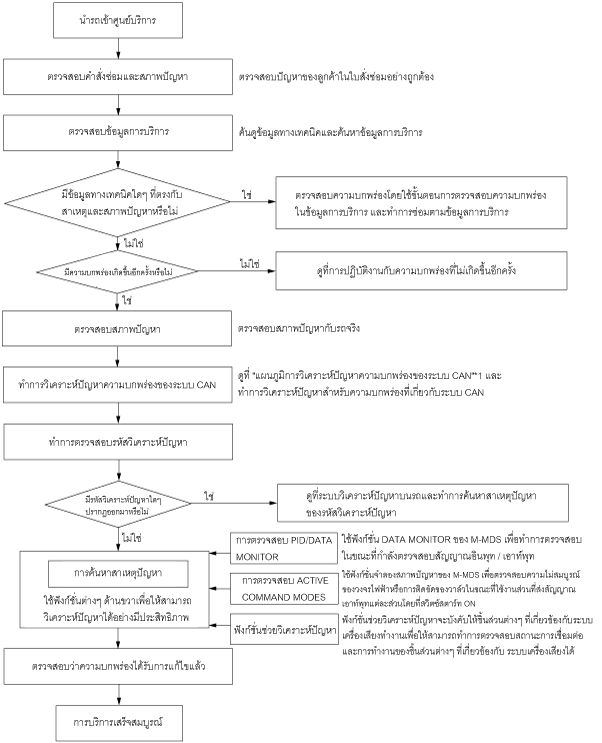 นำรถเข้าศูนย์บริการ
ตรวจสอบคำสั่งซ่อมและสภาพปัญหา
ตรวจสอบปัญหาของลูกค้าในใบสั่งซ่อมอย่างถูกต้อง
ตรวจสอบข้อมูลการบริการ
ค้นดูข้อมูลทางเทคนิคและค้นหาข้อมูลการบริการ
มีข้อมูลทางเทคนิคใดๆ ที่ตรงกับ
สาเหตุและสภาพปัญหาหรือไม่
ใช่
ตรวจสอบความบกพร่องโดยใช้ขั้นตอนการตรวจสอบความบกพร่อง
ในข้อมูลการบริการ และทำการซ่อมตามข้อมูลการบริการ
ไม่ใช่
มีความบกพร่องเกิดขึ้นอีกครั้งหรือไม่
ไม่ใช่
ดูที่การปฏิบัติงานกับความบกพร่องที่ไม่เกิดขึ้นอีกครั้ง
ใช่
ตรวจสอบสภาพปัญหา
ตรวจสอบสภาพปัญหากับรถจริง
ทำการวิเคราะห์ปัญหาความบกพร่องของระบบ CAN
ดูที่ "แผนภูมิการวิเคราะห์ปัญหาความบกพร่องของระบบ CAN"*1 และ
ทำการวิเคราะห์ปัญหาสำหรับความบกพร่องที่เกี่ยวกับระบบ CAN
ทำการตรวจสอบรหัสวิเคราะห์ปัญหา
มีรหัสวิเคราะห์ปัญหาใดๆ
ปรากฏออกมาหรือไม่
ใช่
ดูที่ระบบวิเคราะห์ปัญหาบนรถและทำการค้นหาสาเหตุปัญหา
ของรหัสวิเคราะห์ปัญหา
ไม่ใช่
การตรวจสอบ PID/DATA
MONITOR
ใช้ฟังก์ชั่น DATA MONITOR ของ M-MDS เพื่อทำการตรวจสอบ
ในขณะที่กำลังตรวจสอบสัญญาณอินพุท / เอาท์พุท
การค้นหาสาเหตุปัญหา
ใช้ฟังก์ชั่นต่างๆ ด้านขวาเพื่อให้สามารถ
วิเคราะห์ปัญหาได้อย่างมีประสิทธิภาพ
การตรวจสอบ ACTIVE
COMMAND MODES
ใช้ฟังก์ชั่นจำลองสภาพปัญหาของ M-MDS เพื่อตรวจสอบความไม่สมบูรณ์
ของวงจรไฟฟ้าหรือการติดขัดของวาล์วในขณะที่ใช้งานส่วนที่ส่งสัญญาณ
เอาท์พุทแต่ละส่วนโดยที่สวิตช์สตาร์ท ON
ฟังก์ชั่นช่วยวิเคราะห์ปัญหา
ฟังก์ชั่นช่วยวิเคราะห์ปัญหาจะบังคับให้ชิ้นส่วนต่างๆ ที่เกี่ยวข้องกับระบบ
เครื่องเสียงทำงานเพื่อให้สามารถทำการตรวจสอบสถานะการเชื่อมต่อ
และการทำงานของชิ้นส่วนต่างๆ ที่เกี่ยวข้องกับ ระบบเครื่องเสียงได้
ตรวจสอบว่าความบกพร่องได้รับการแก้ไขแล้ว
การบริการเสร็จสมบูรณ์